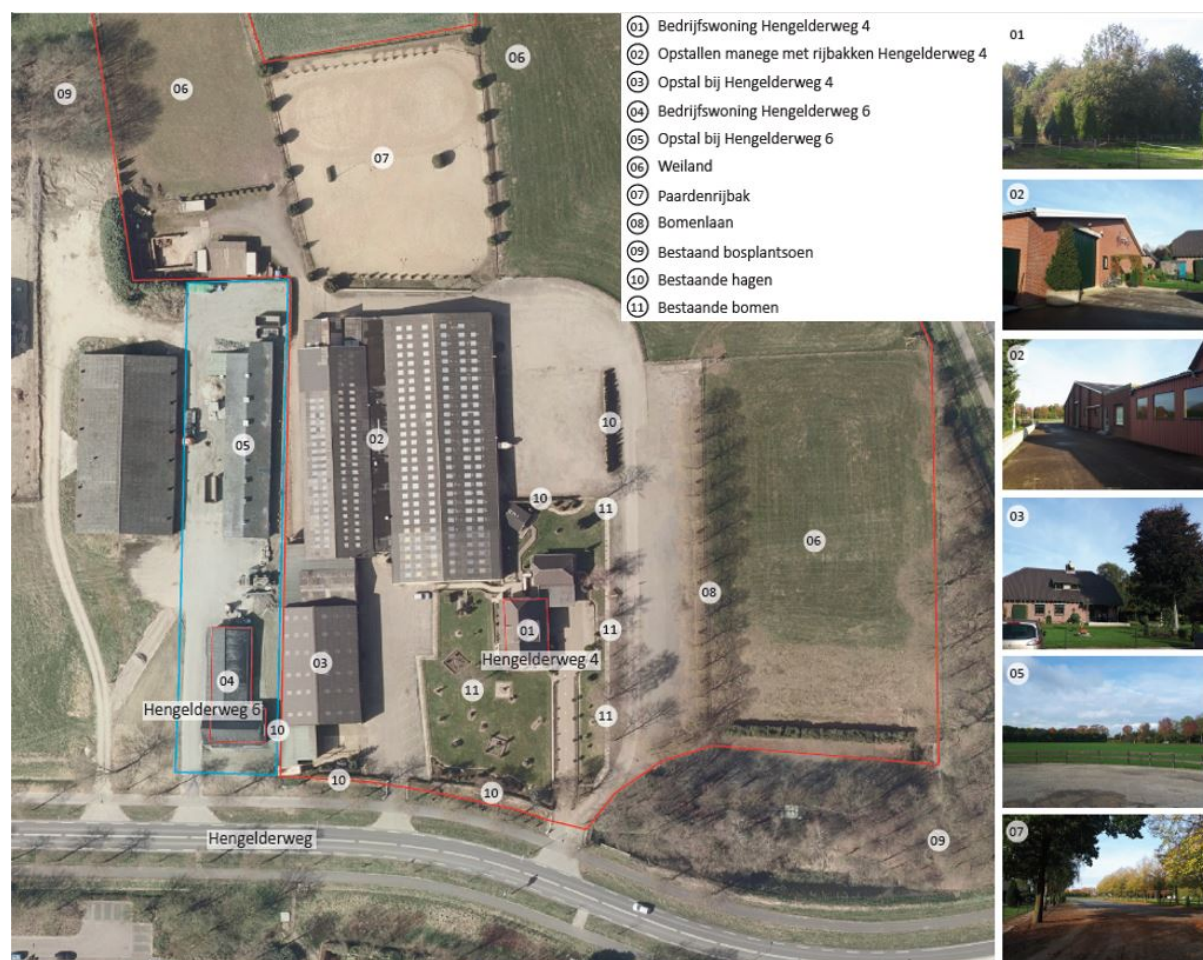 01 Bedrijfswoning Hengelderweg 4
02 Opstallen manege met rijbakken Hengelderweg 4
03 Opstal bij Hengelderweg 4
04 Bedrijfswoning Hengelderweg 6
05 Opstal bij Hengelderweg 6
06 Weiland
07 Paardenrijbak
08 Bomenlaan
09 Bestaand bosplantsoen
10 Bestaande hagen
11 Bestaande bomen
09
06
07
06
05
02
10
10
11
06
08
01
11
Hengelderweg 4
03
04
11
11
Hengelderweg 6
10
10
10
Hengelderweg
09
01
02
02
03
05
07